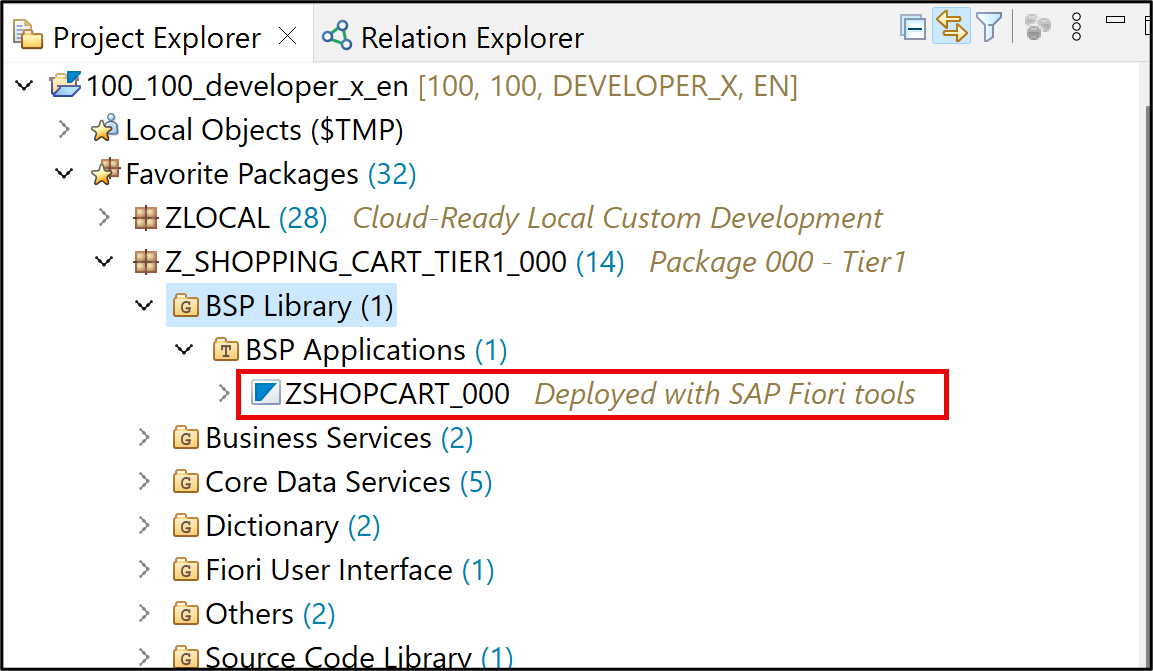 Project Explorer Relation Explorer
100_100_developer_x_en [100, 100, DEVELOPER_X, EN]
Local Objects ($TMP)
Favorite Packages (32)
ZLOCAL (28) Cloud-Ready Local Custom Development
Z_SHOPPING_CART_TIER1_000 (14) Package 000 - Tier1
G BSP Library (1)
T BSP Applications (1)
ZSHOPCART_000 Deployed with SAP Fiori tools
G Business Services (2)
G Core Data Services (5)
G Dictionary (2)
G Fiori User Interface (1)
G Others (2)
G Source Code Library (1)